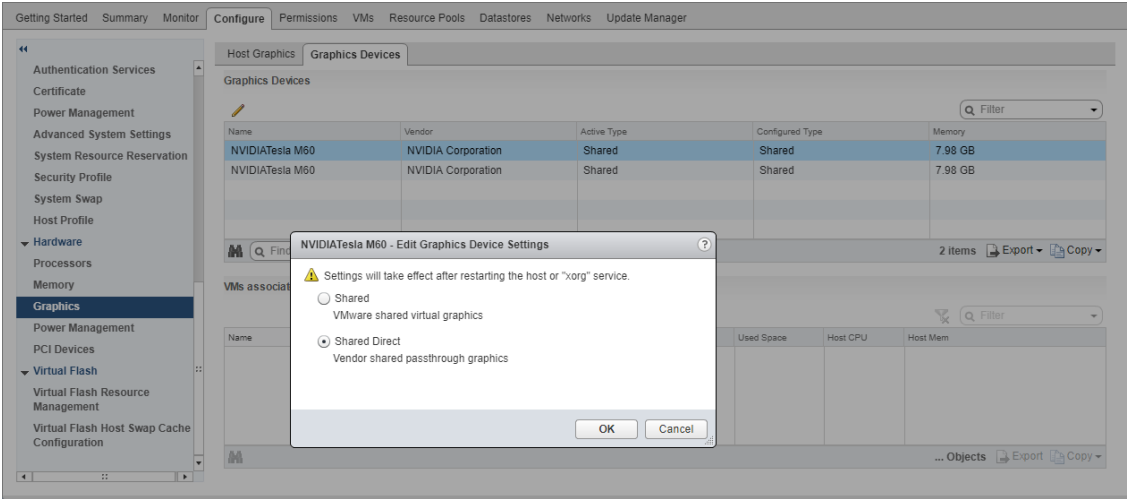 Getting Started Summary Monitor Configure Permissions VMs Resource Pools Datastores Networks Update Manager
Authentication Services
Certificate
Power Management
Advanced System Settings
System Resource Reservation
Security Profile
System Swap
Host Profile
Hardware
Processors
Memory
Graphics
Power Management
PCI Devices
Virtual Flash
Virtual Flash Resource
Management
Virtual Flash Host Swap Cache
Configuration
Host Graphics Graphics Devices
Graphics Devices
Filter
Name Vendor Active Type Configured Type Memory
NVIDIATesla M60 NVIDIA Corporation Shared Shared 7.98 GB
NVIDIATesla M60 NVIDIA Corporation Shared Shared 7.98 GB
Find
2 items Export Copy
VMs associat
Filter
Name Used Space Host CPU Host Mem
... Objects Export Copy
NVIDIATesla M60 - Edit Graphics Device Settings ?
Settings will take effect after restarting the host or "xorg" service.
Shared
VMware shared virtual graphics
Shared Direct
Vendor shared passthrough graphics
OK Cancel